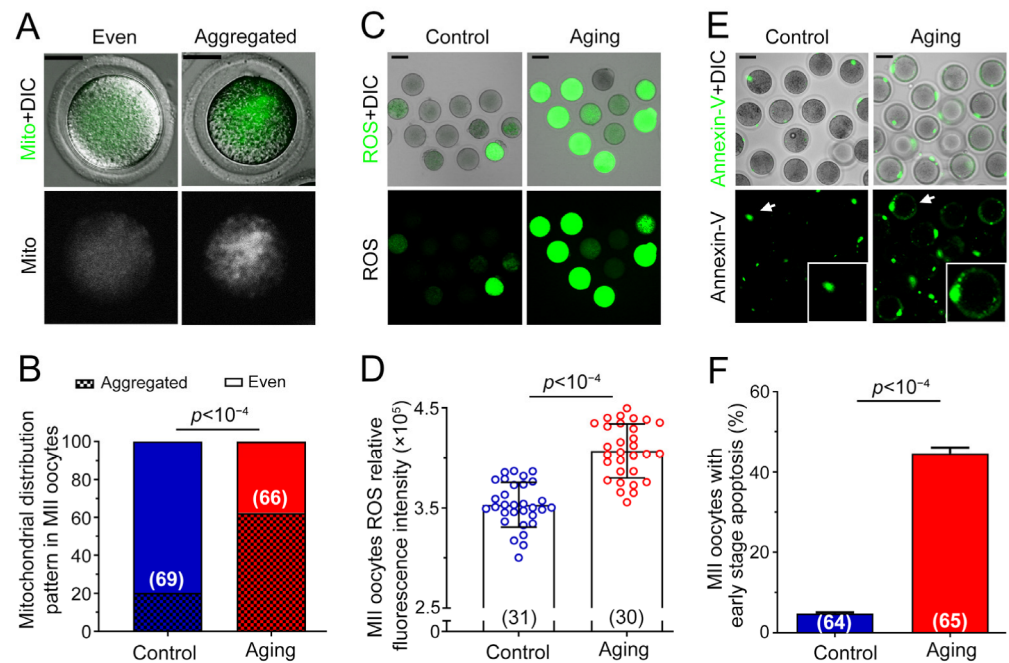 A
Even
Aggregated
Mito+DIC
Mito
C
Control
Aging
ROS+DIC
ROS
E
Control
Aging
Annexin-V+DIC
Annexin-V
B
Aggregated
Even
p<10⁻⁴
Mitochondrial distribution
pattern in MII oocytes
100
80
60
40
20
0
(69)
(66)
Control
Aging
D
p<10⁻⁴
MII oocytes ROS relative
fluorescence intensity (×10⁵)
4.5
3.5
2.5
0
(31)
(30)
Control
Aging
F
p<10⁻⁴
MII oocytes with
early stage apoptosis (%)
60
40
20
0
(64)
(65)
Control
Aging